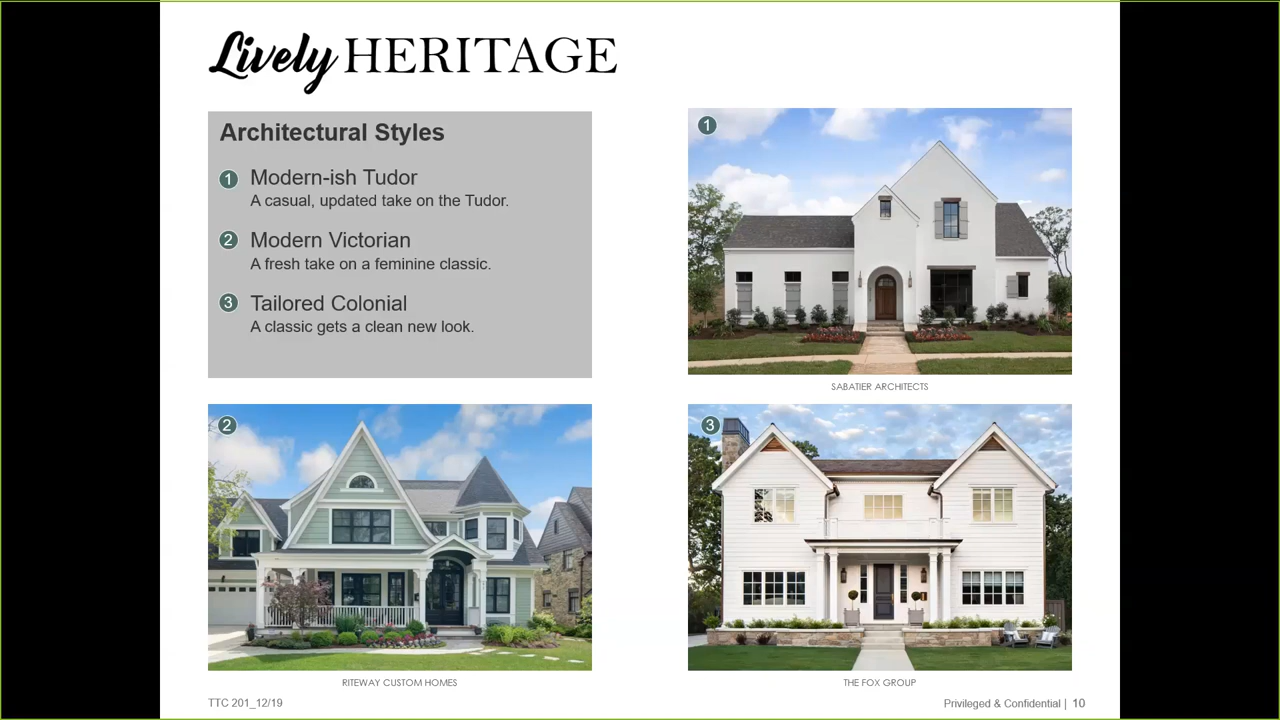 Lively HERITAGE
Architectural Styles
1 Modern-ish Tudor
A casual, updated take on the Tudor.
2 Modern Victorian
A fresh take on a feminine classic.
3 Tailored Colonial
A classic gets a clean new look.
1
SABATIER ARCHITECTS
2
RITEWAY CUSTOM HOMES
3
THE FOX GROUP
TTC 201_12/19
Privileged & Confidential | 10